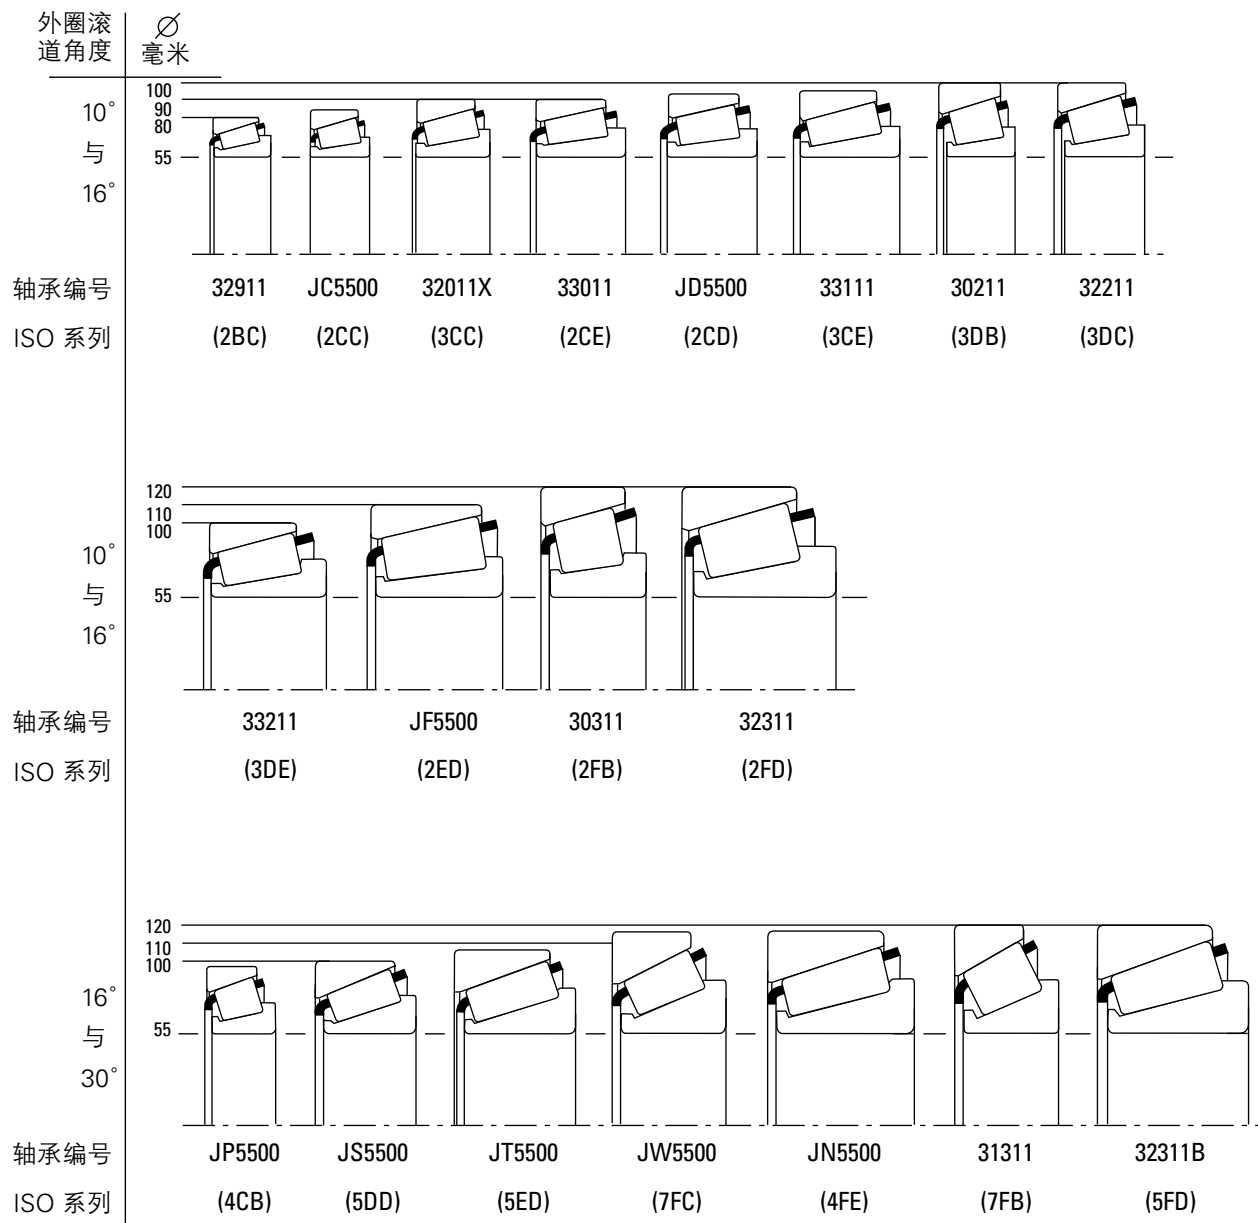 外圈滚
道角度
∅
毫米
100
90
80
55
10°
与
16°
轴承编号 32911 JC5500 32011X 33011 JD5500 33111 30211 32211
ISO 系列 (2BC) (2CC) (3CC) (2CE) (2CD) (3CE) (3DB) (3DC)
120
110
100
55
10°
与
16°
轴承编号 33211 JF5500 30311 32311
ISO 系列 (3DE) (2ED) (2FB) (2FD)
120
110
100
55
16°
与
30°
轴承编号 JP5500 JS5500 JT5500 JW5500 JN5500 31311 32311B
ISO 系列 (4CB) (5DD) (5ED) (7FC) (4FE) (7FB) (5FD)